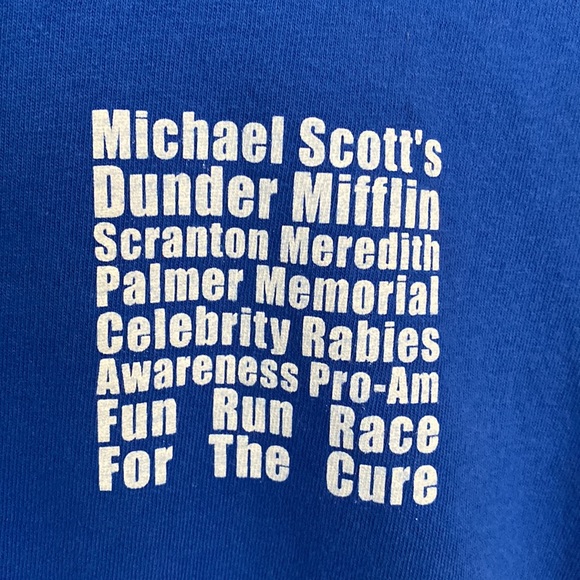 Michael Scott's
Dunder Mifflin
Scranton Meredith
Palmer Memorial
Celebrity Rabies
Awareness Pro-Am
Fun Run Race
For The Cure